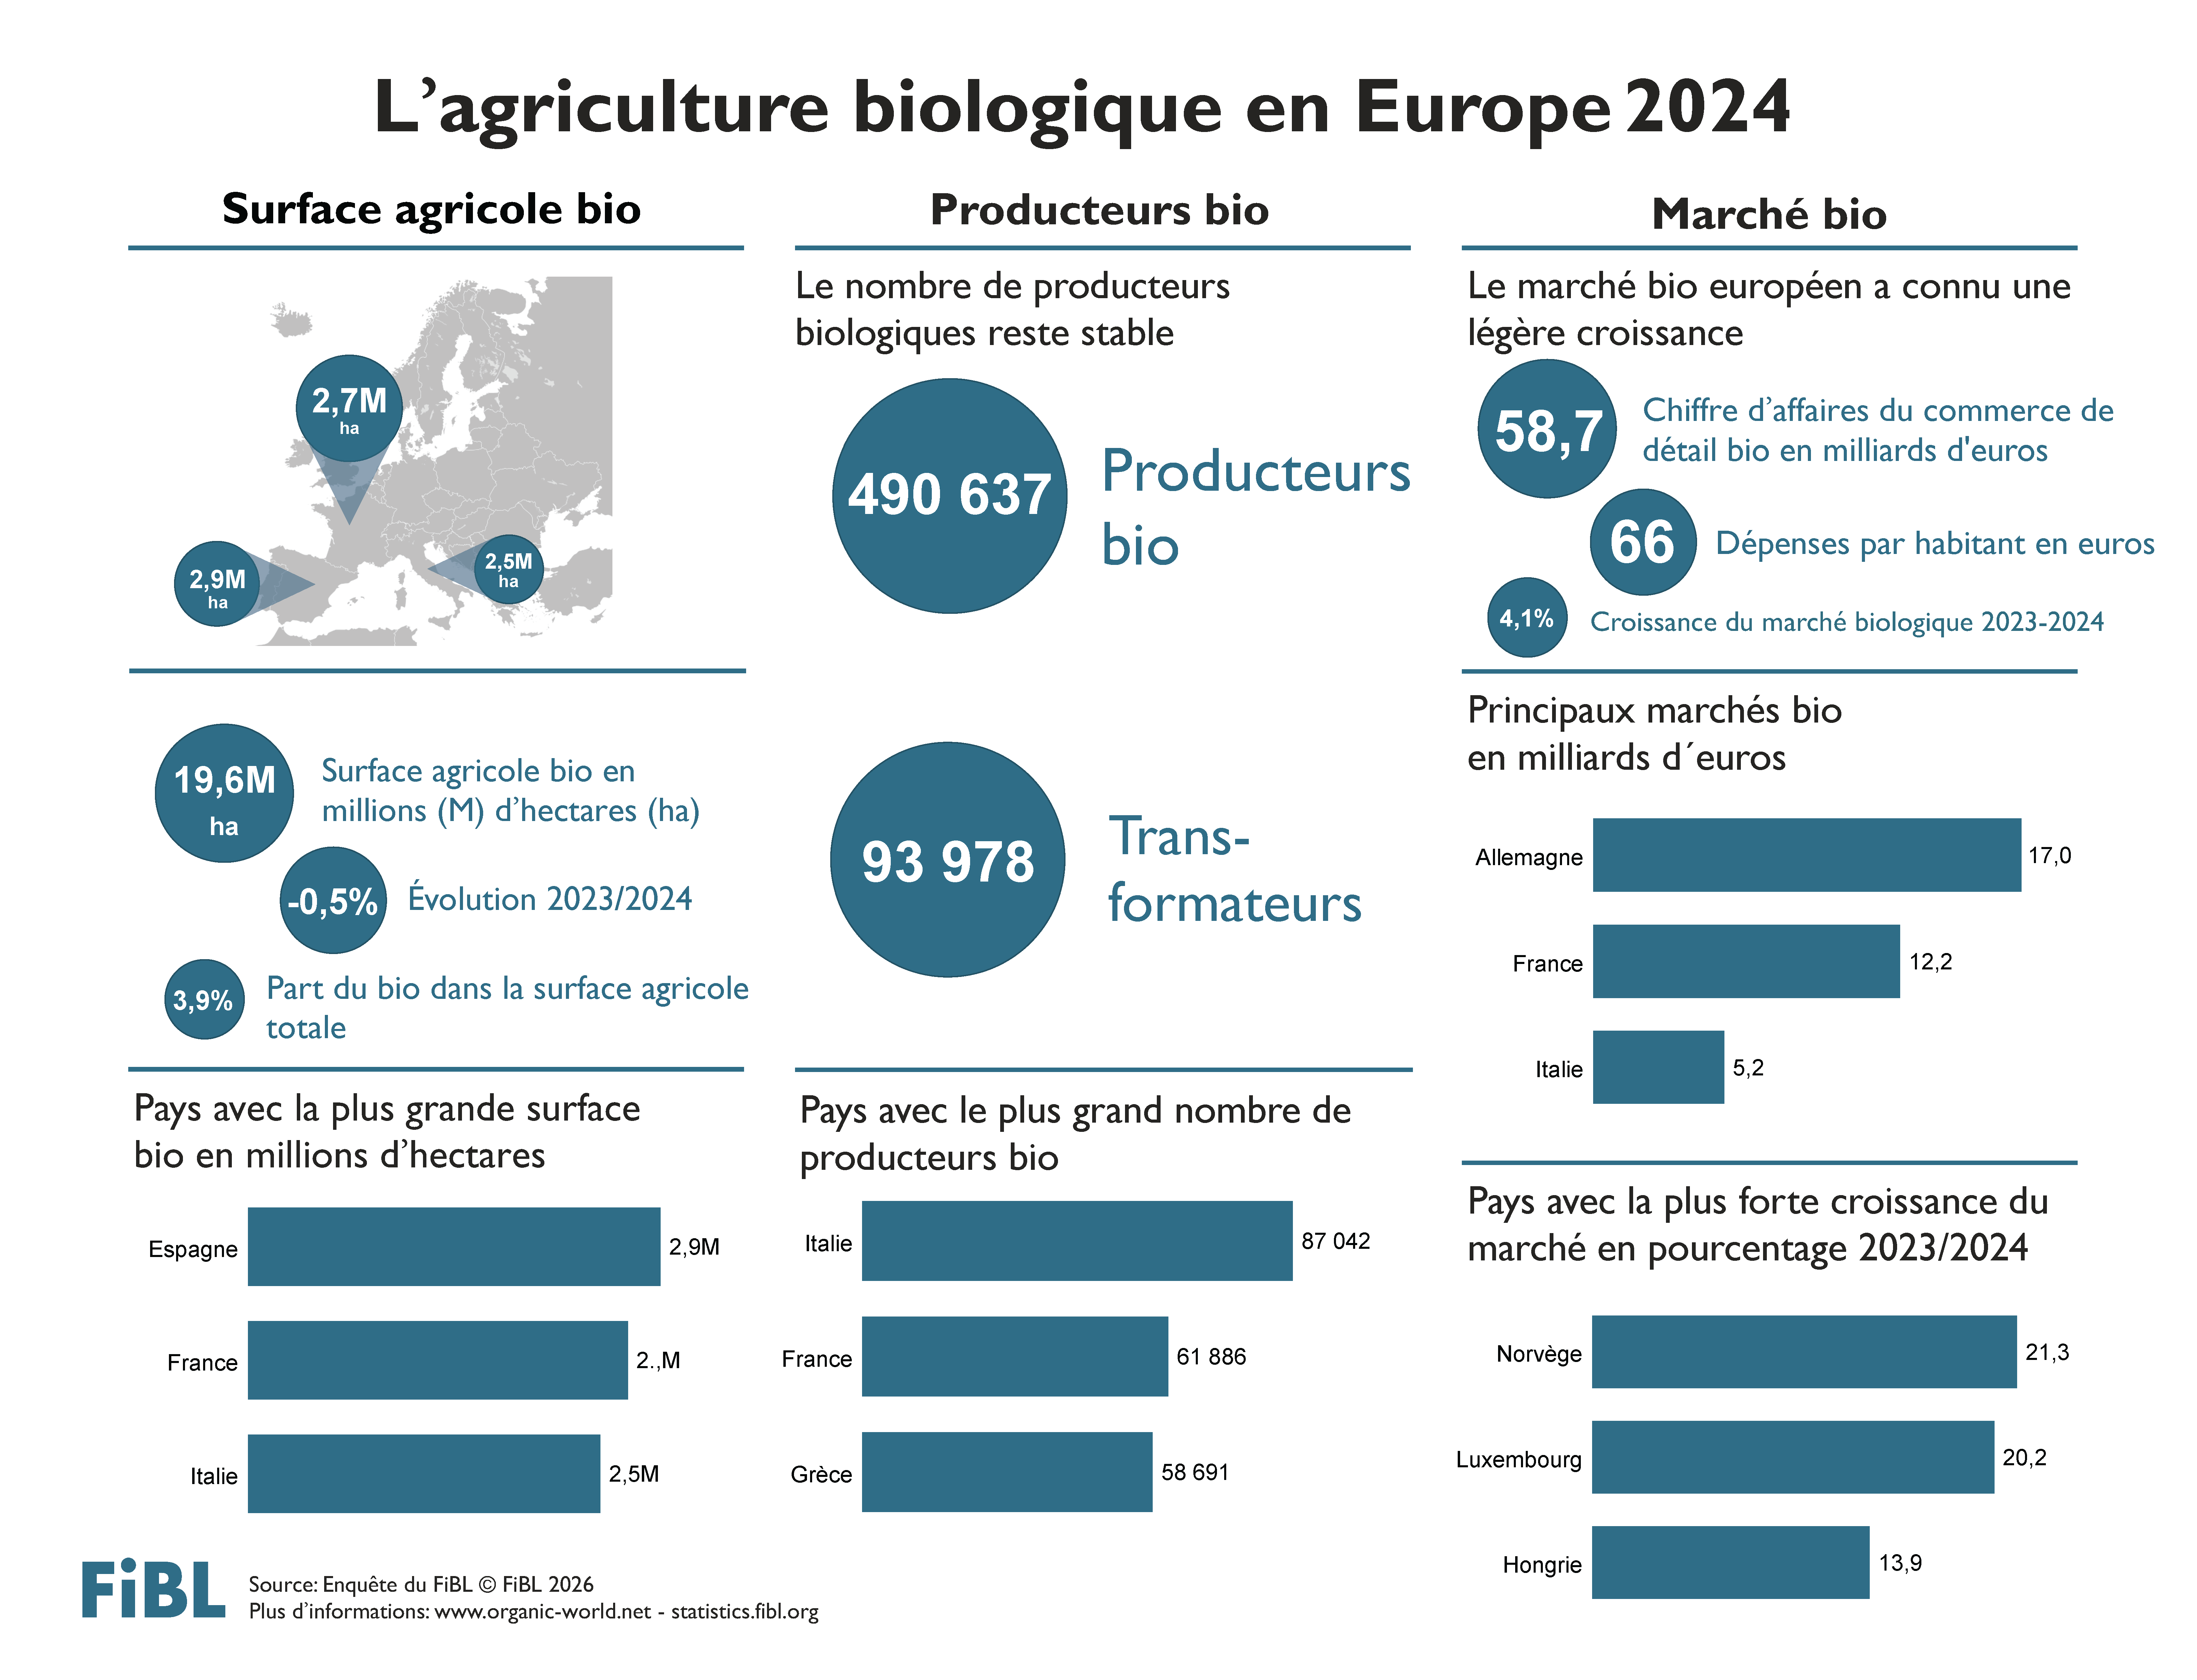 L’agriculture biologique en Europe 2024
Surface agricole bio
2,7M
ha
2,9M
ha
2,5M
ha
19,6M
ha
Surface agricole bio en
millions (M) d’hectares (ha)
-0,5%
Évolution 2023/2024
3,9%
Part du bio dans la surface agricole
totale
Pays avec la plus grande surface
bio en millions d’hectares
Espagne
2,9M
France
2.,M
Italie
2,5M
Producteurs bio
Le nombre de producteurs
biologiques reste stable
490 637
Producteurs
bio
93 978
Trans-
formateurs
Pays avec le plus grand nombre de
producteurs bio
Italie
87 042
France
61 886
Grèce
58 691
Marché bio
Le marché bio européen a connu une
légère croissance
58,7
Chiffre d’affaires du commerce de
détail bio en milliards d'euros
66
Dépenses par habitant en euros
4,1%
Croissance du marché biologique 2023-2024
Principaux marchés bio
en milliards d´euros
Allemagne
17,0
France
12,2
Italie
5,2
Pays avec la plus forte croissance du
marché en pourcentage 2023/2024
Norvège
21,3
Luxembourg
20,2
Hongrie
13,9
FiBL
Source: Enquête du FiBL © FiBL 2026
Plus d’informations: www.organic-world.net - statistics.fibl.org